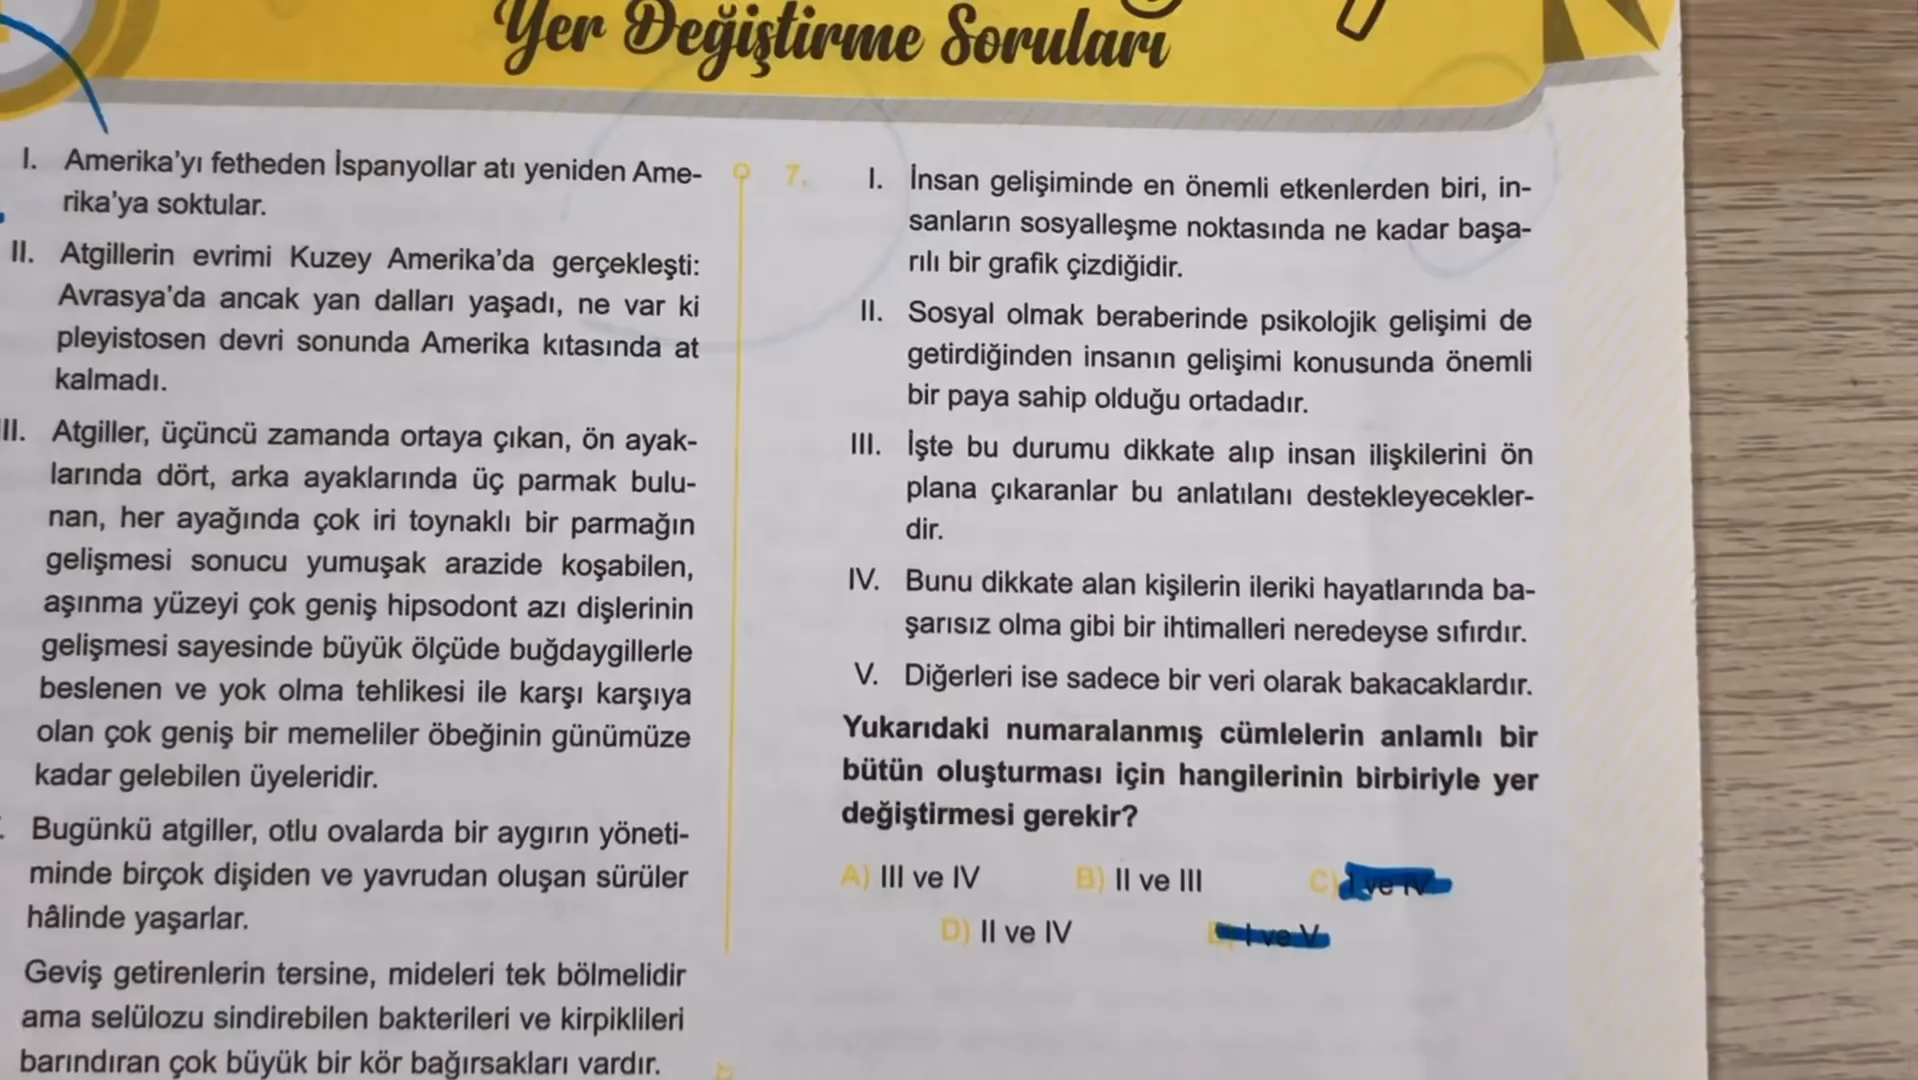 Yer Değiştirme Soruları
I. Amerika'yı fetheden İspanyollar atı yeniden Ame-
rika'ya soktular.
II. Atgillerin evrimi Kuzey Amerika'da gerçekleşti:
Avrasya'da ancak yan dalları yaşadı, ne var ki
pleyistosen devri sonunda Amerika kıtasında at
kalmadı.
III. Atgiller, üçüncü zamanda ortaya çıkan, ön ayak-
larında dört, arka ayaklarında üç parmak bulu-
nan, her ayağında çok iri toynaklı bir parmağın
gelişmesi sonucu yumuşak arazide koşabilen,
aşınma yüzeyi çok geniş hipsodont azı dişlerinin
gelişmesi sayesinde büyük ölçüde buğdaygillerle
beslenen ve yok olma tehlikesi ile karşı karşıya
olan çok geniş bir memeliler öbeğinin günümüze
kadar gelebilen üyeleridir.
Bugünkü atgiller, otlu ovalarda bir aygırın yöneti-
minde birçok dişiden ve yavrudan oluşan sürüler
hâlinde yaşarlar.
Geviş getirenlerin tersine, mideleri tek bölmelidir
ama selülozu sindirebilen bakterileri ve kirpiklileri
barındıran çok büyük bir kör bağırsakları vardır.
7. I. İnsan gelişiminde en önemli etkenlerden biri, in-
sanların sosyalleşme noktasında ne kadar başa-
rılı bir grafik çizdiğidir.
II. Sosyal olmak beraberinde psikolojik gelişimi de
getirdiğinden insanın gelişimi konusunda önemli
bir paya sahip olduğu ortadadır.
III. İşte bu durumu dikkate alıp insan ilişkilerini ön
plana çıkaranlar bu anlatılanı destekleyecekler-
dir.
IV. Bunu dikkate alan kişilerin ileriki hayatlarında ba-
şarısız olma gibi bir ihtimalleri neredeyse sıfırdır.
V. Diğerleri ise sadece bir veri olarak bakacaklardır.
Yukarıdaki numaralanmış cümlelerin anlamlı bir
bütün oluşturması için hangilerinin birbiriyle yer
değiştirmesi gerekir?
A) III ve IV B) II ve III C) I ve IV
D) II ve IV E) I ve V